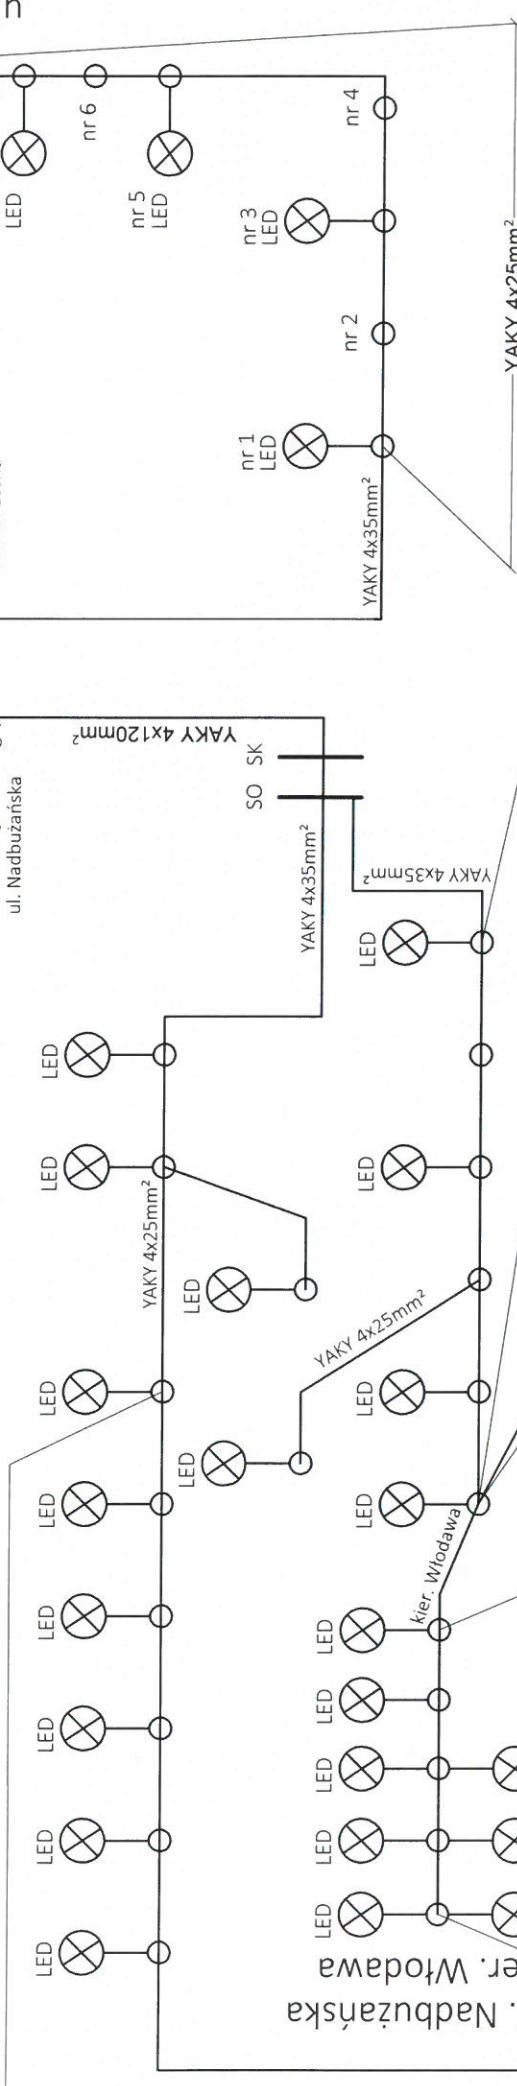 n
LED
nr 6
nr 5
LED
nr 4
nr 3
LED
nr 2
nr 1
LED
YAKY 4x35mm²
YAKY 4x25mm²
YAKY 4x120mm²
ul. Nadbużańska
SO
SK
YAKY 4x35mm²
YAKY 4x35mm²
LED
LED
LED
LED
YAKY 4x25mm²
LED
YAKY 4x25mm²
LED
LED
LED
LED
LED
kier. Włodawa
LED
LED
LED
LED
LED
LED
LED
LED
LED
er. Włodawa
. Nadbużańska